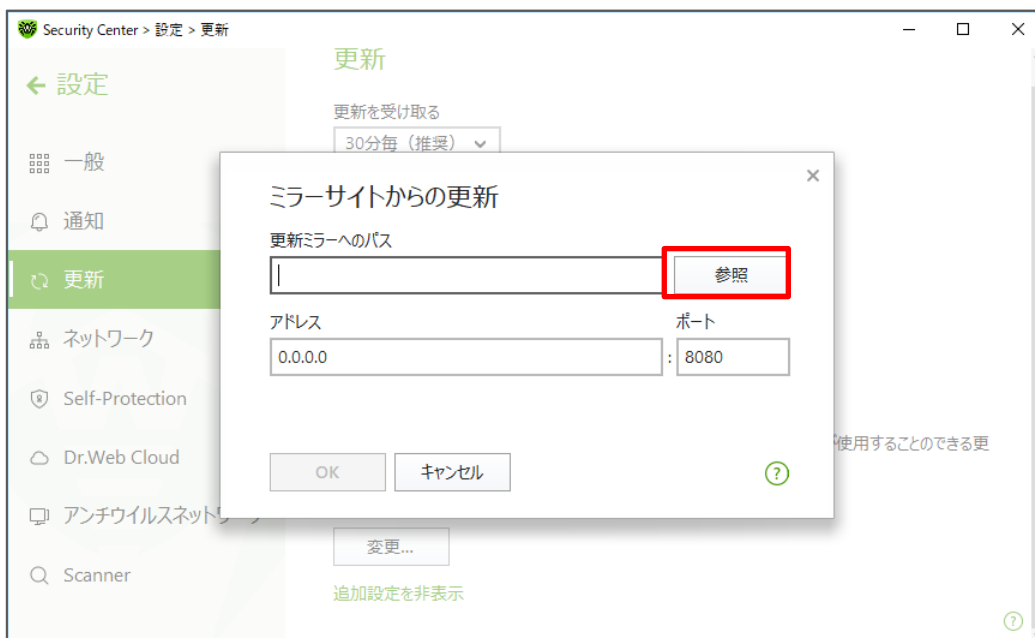 Security Center > 設定 > 更新
設定
一般
通知
更新
ネットワーク
Self-Protection
Dr.Web Cloud
アンチウイルスネットワーク
Scanner
更新
更新を受け取る
30分毎（推奨）
ミラーサイトからの更新
更新ミラーへのパス
参照
アドレス
ポート
0.0.0.0 : 8080
OK
キャンセル
?
使用することのできる更
変更...
追加設定を非表示
?